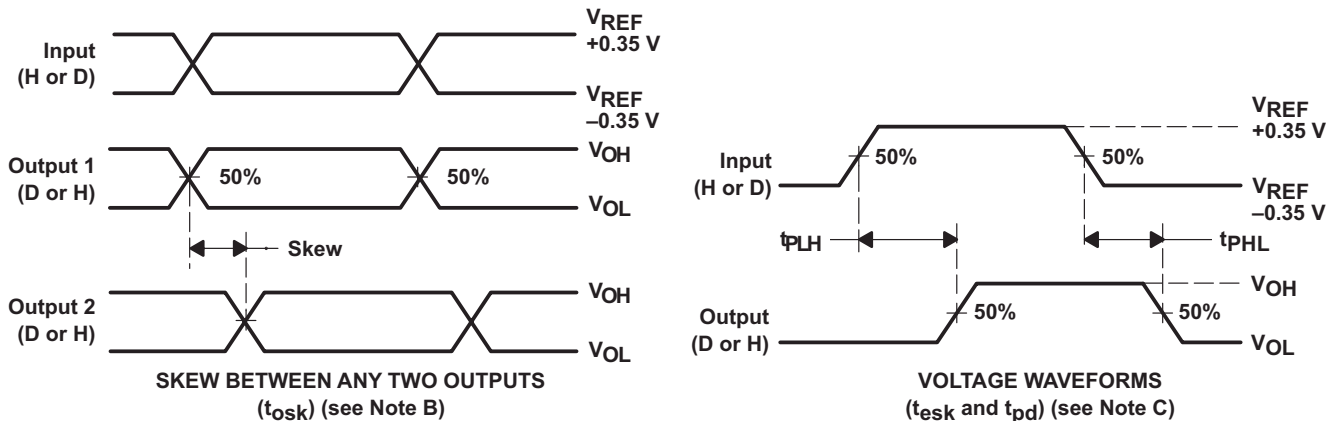 Input
(H or D)
VREF
+0.35 V
VREF
–0.35 V
Output 1
(D or H)
50%
50%
VOH
VOL
Skew
Output 2
(D or H)
VOH
VOL
SKEW BETWEEN ANY TWO OUTPUTS
(tosk) (see Note B)
Input
(H or D)
50%
50%
VREF
+0.35 V
VREF
–0.35 V
tPLH
tPHL
Output
(D or H)
50%
50%
VOH
VOL
VOLTAGE WAVEFORMS
(tesk and tpd) (see Note C)